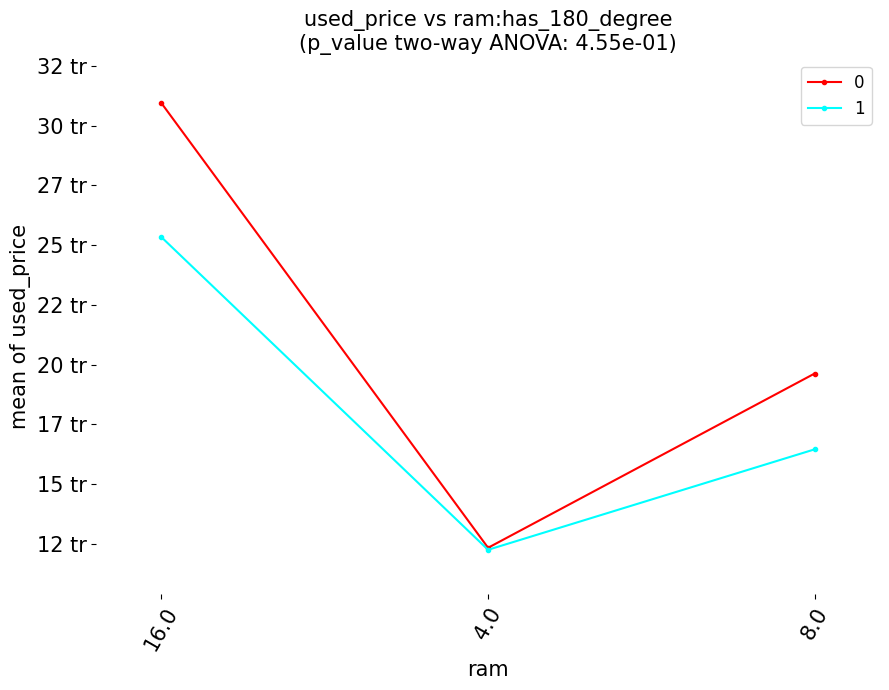 used_price vs ram:has_180_degree
(p_value two-way ANOVA: 4.55e-01)
0
1
32 tr
30 tr
27 tr
25 tr
22 tr
20 tr
17 tr
15 tr
12 tr
mean of used_price
16.0
4.0
8.0
ram